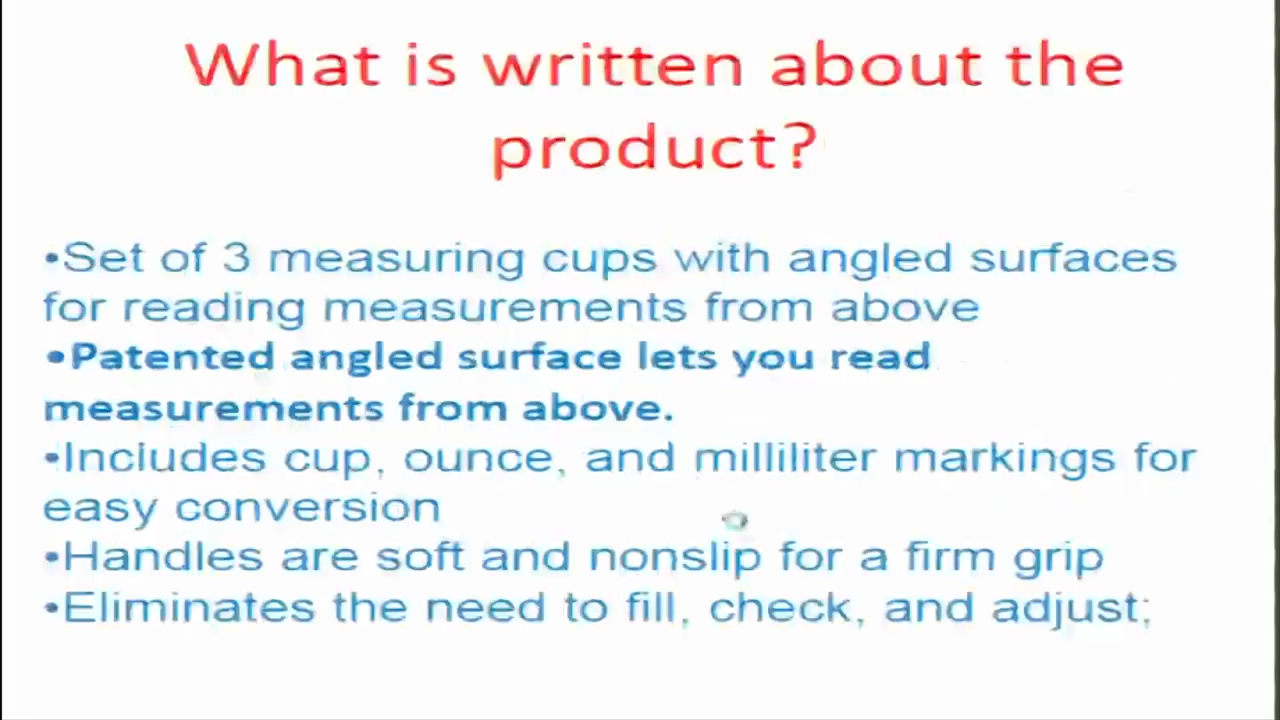 What is written about the
product?
•Set of 3 measuring cups with angled surfaces
for reading measurements from above
•Patented angled surface lets you read
measurements from above.
•Includes cup, ounce, and milliliter markings for
easy conversion
•Handles are soft and nonslip for a firm grip
•Eliminates the need to fill, check, and adjust;